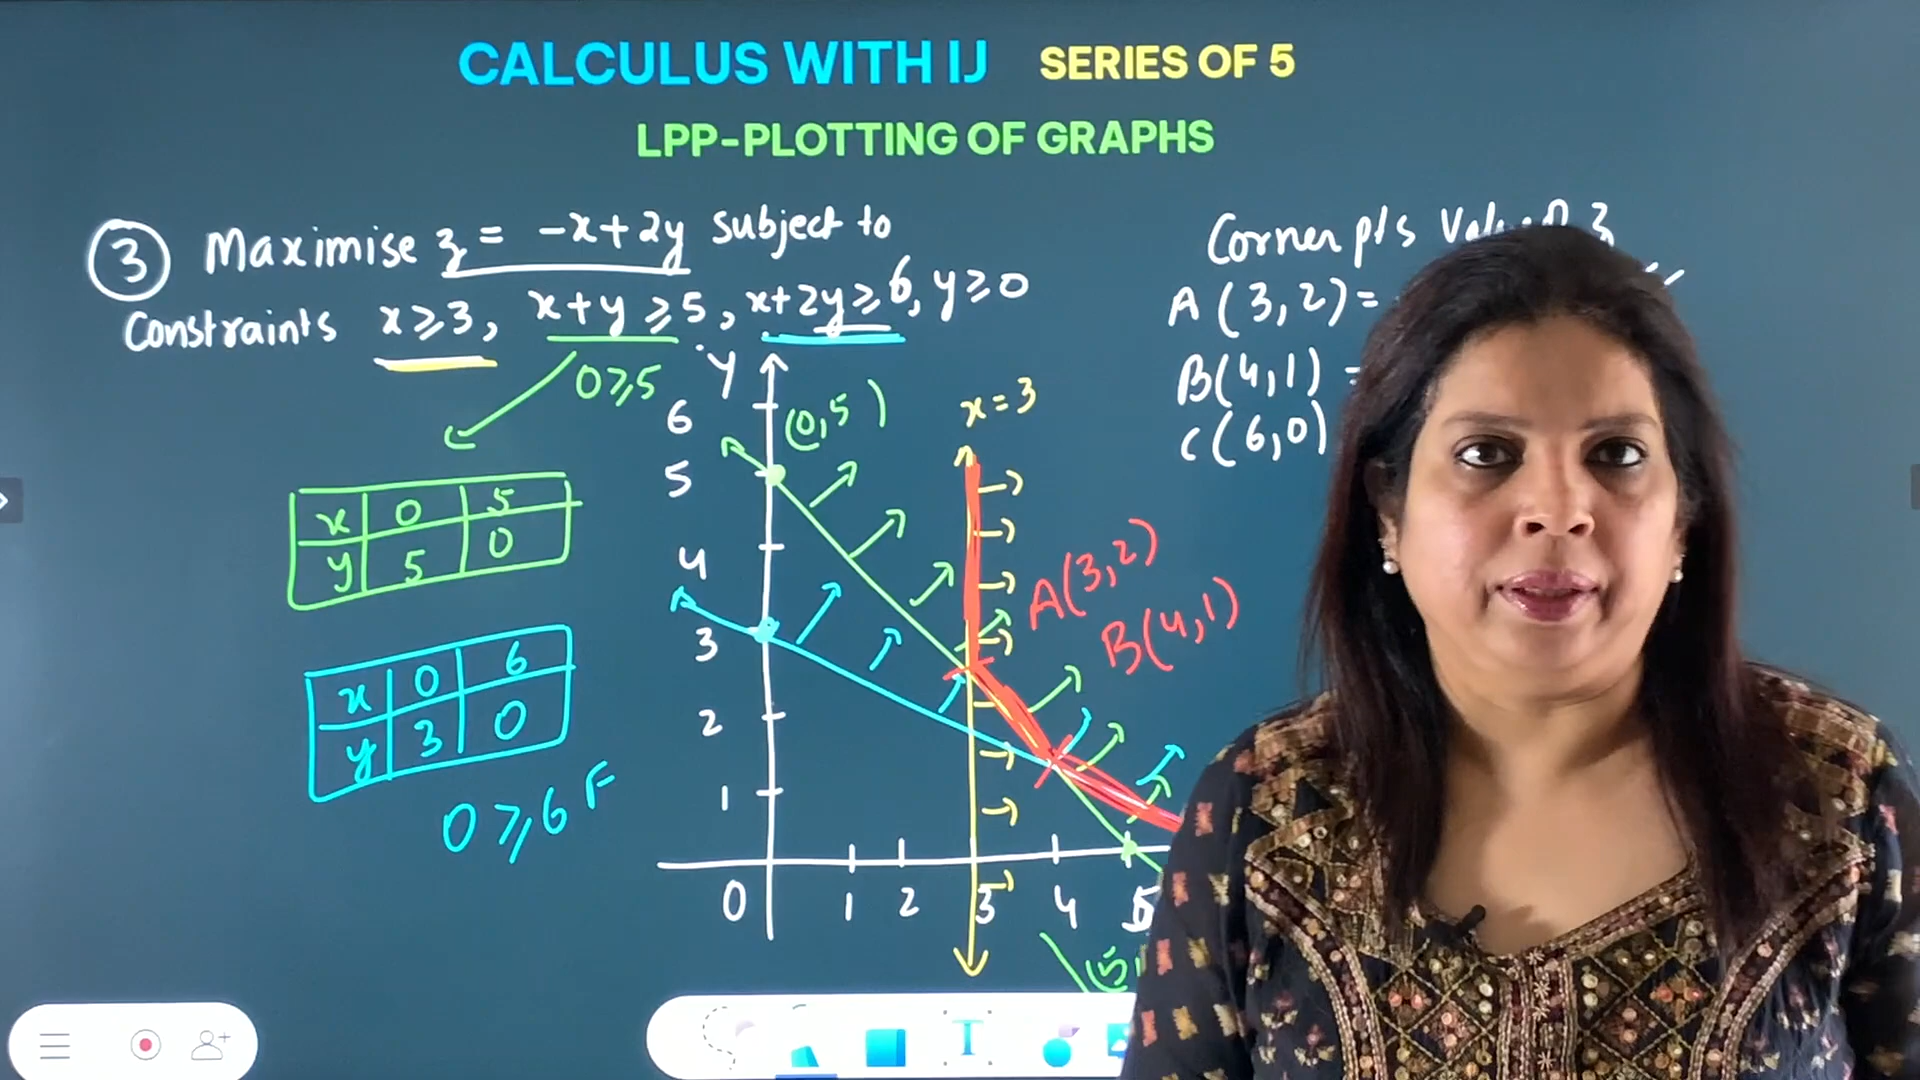 CALCULUS WITH IJ SERIES OF 5
LPP-PLOTTING OF GRAPHS
③ Maximise z = -x+2y subject to
constraints x≥3, x+y≥5, x+2y≥6, y≥0
0≥5
x 0 5
y 5 0
x 0 6
y 3 0
0≥6 F
Y
6
5
4
3
2
1
0 1 2 3 4 5
(0,5)
x=3
A(3,2)
B(4,1)
Corner pts
A(3,2)=
B(4,1) =
C(6,0)
T